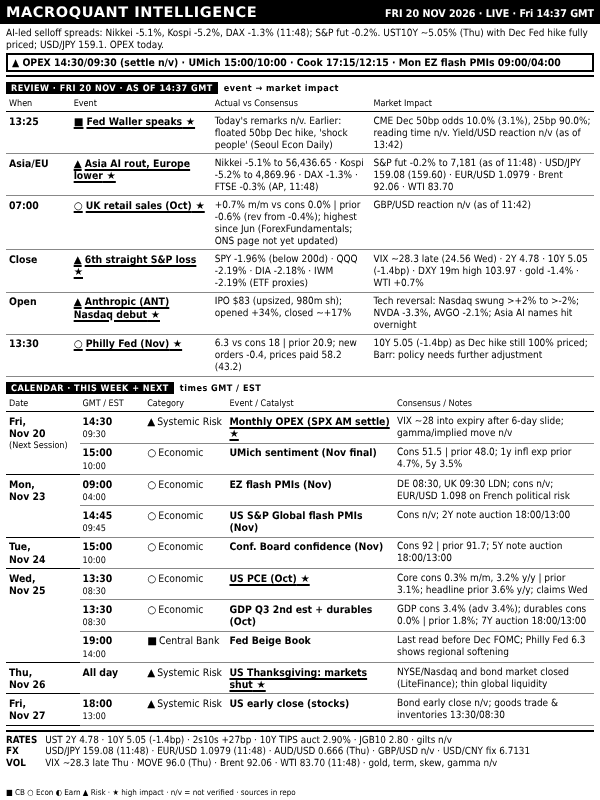 MACROQUANT INTELLIGENCE FRI 20 NOV 2026 · LIVE · Fri 14:37 GMT
AI-led selloff spreads: Nikkei -5.1%, Kospi -5.2%, DAX -1.3% (11:48); S&P fut -0.2%. UST10Y ~5.05% (Thu) with Dec Fed hike fully
priced; USD/JPY 159.1. OPEX today.
▲ OPEX 14:30/09:30 (settle n/v) · UMich 15:00/10:00 · Cook 17:15/12:15 · Mon EZ flash PMIs 09:00/04:00
REVIEW · FRI 20 NOV · AS OF 14:37 GMT event → market impact
When Event Actual vs Consensus Market Impact
13:25 ■ Fed Waller speaks ★ Today's remarks n/v. Earlier: CME Dec 50bp odds 10.0% (3.1%), 25bp 90.0%;
floated 50bp Dec hike, 'shock reading time n/v. Yield/USD reaction n/v (as of
people' (Seoul Econ Daily) 13:42)
Asia/EU ▲ Asia AI rout, Europe Nikkei -5.1% to 56,436.65 · Kospi S&P fut -0.2% to 7,181 (as of 11:48) · USD/JPY
lower ★ -5.2% to 4,869.96 · DAX -1.3% · 159.08 (159.60) · EUR/USD 1.0979 · Brent
FTSE -0.3% (AP, 11:48) 92.06 · WTI 83.70
07:00 ○ UK retail sales (Oct) ★ +0.7% m/m vs cons 0.0% | prior GBP/USD reaction n/v (as of 11:42)
-0.6% (rev from -0.4%); highest
since Jun (ForexFundamentals;
ONS page not yet updated)
Close ▲ 6th straight S&P loss SPY -1.96% (below 200d) · QQQ VIX ~28.3 late (24.56 Wed) · 2Y 4.78 · 10Y 5.05
★ -2.19% · DIA -2.18% · IWM (-1.4bp) · DXY 19m high 103.97 · gold -1.4% ·
-2.19% (ETF proxies) WTI +0.7%
Open ▲ Anthropic (ANT) IPO $83 (upsized, 980m sh); Tech reversal: Nasdaq swung >+2% to >-2%;
Nasdaq debut ★ opened +34%, closed ~+17% NVDA -3.3%, AVGO -2.1%; Asia AI names hit
overnight
13:30 ○ Philly Fed (Nov) ★ 6.3 vs cons 18 | prior 20.9; new 10Y 5.05 (-1.4bp) as Dec hike still 100% priced;
orders -0.4, prices paid 58.2 Barr: policy needs further adjustment
(43.2)
CALENDAR · THIS WEEK + NEXT times GMT / EST
Date GMT / EST Category Event / Catalyst Consensus / Notes
Fri, 14:30 ▲ Systemic Risk Monthly OPEX (SPX AM settle) VIX ~28 into expiry after 6-day slide;
Nov 20 09:30 ★ gamma/implied move n/v
(Next Session)
15:00 ○ Economic UMich sentiment (Nov final) Cons 51.5 | prior 48.0; 1y infl exp prior
10:00 4.7%, 5y 3.5%
Mon, 09:00 ○ Economic EZ flash PMIs (Nov) DE 08:30, UK 09:30 LDN; cons n/v;
Nov 23 04:00 EUR/USD 1.098 on French political risk
14:45 ○ Economic US S&P Global flash PMIs Cons n/v; 2Y note auction 18:00/13:00
09:45 (Nov)
Tue, 15:00 ○ Economic Conf. Board confidence (Nov) Cons 92 | prior 91.7; 5Y note auction
Nov 24 10:00 18:00/13:00
Wed, 13:30 ○ Economic US PCE (Oct) ★ Core cons 0.3% m/m, 3.2% y/y | prior
Nov 25 08:30 3.1%; headline prior 3.6% y/y; claims Wed
13:30 ○ Economic GDP Q3 2nd est + durables GDP cons 3.4% (adv 3.4%); durables cons
08:30 (Oct) 0.0% | prior 1.8%; 7Y auction 18:00/13:00
19:00 ■ Central Bank Fed Beige Book Last read before Dec FOMC; Philly Fed 6.3
14:00 shows regional softening
Thu, All day ▲ Systemic Risk US Thanksgiving: markets NYSE/Nasdaq and bond market closed
Nov 26 shut ★ (LiteFinance); thin global liquidity
Fri, 18:00 ▲ Systemic Risk US early close (stocks) Bond early close n/v; goods trade &
Nov 27 13:00 inventories 13:30/08:30
RATES UST 2Y 4.78 · 10Y 5.05 (-1.4bp) · 2s10s +27bp · 10Y TIPS auct 2.90% · JGB10 2.80 · gilts n/v
FX USD/JPY 159.08 (11:48) · EUR/USD 1.0979 (11:48) · AUD/USD 0.666 (Thu) · GBP/USD n/v · USD/CNY fix 6.7131
VOL VIX ~28.3 late Thu · MOVE 96.0 (Thu) · Brent 92.06 · WTI 83.70 (11:48) · gold, term, skew, gamma n/v
■ CB ○ Econ ◐ Earn ▲ Risk · ★ high impact · n/v = not verified · sources in repo